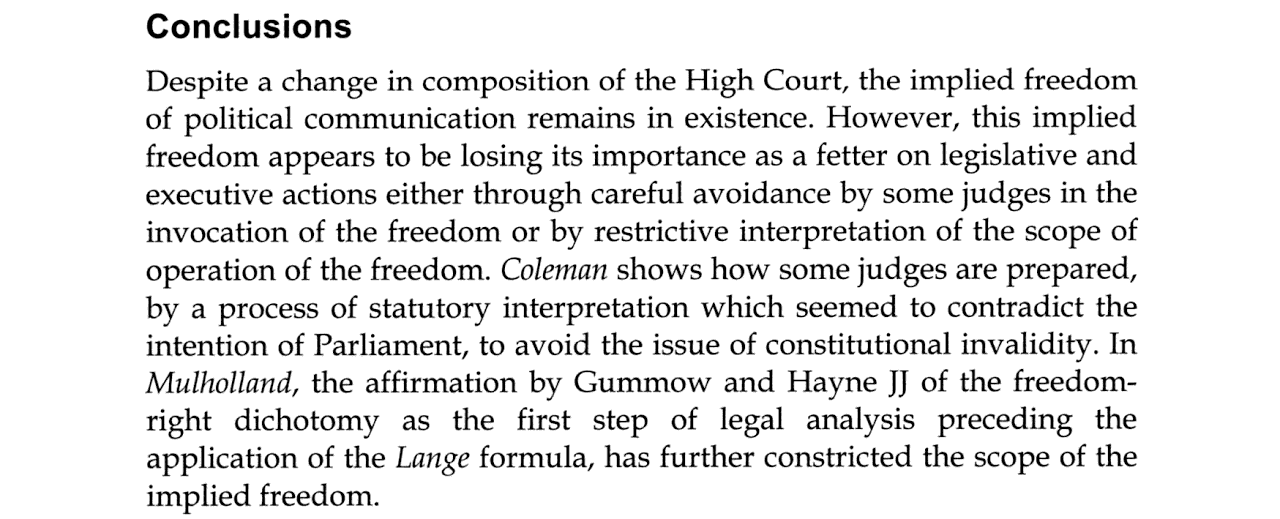 Conclusions
Despite a change in composition of the High Court, the implied freedom
of political communication remains in existence. However, this implied
freedom appears to be losing its importance as a fetter on legislative and
executive actions either through careful avoidance by some judges in the
invocation of the freedom or by restrictive interpretation of the scope of
operation of the freedom. Coleman shows how some judges are prepared,
by a process of statutory interpretation which seemed to contradict the
intention of Parliament, to avoid the issue of constitutional invalidity. In
Mulholland, the affirmation by Gummow and Hayne JJ of the freedom-
right dichotomy as the first step of legal analysis preceding the
application of the Lange formula, has further constricted the scope of the
implied freedom.